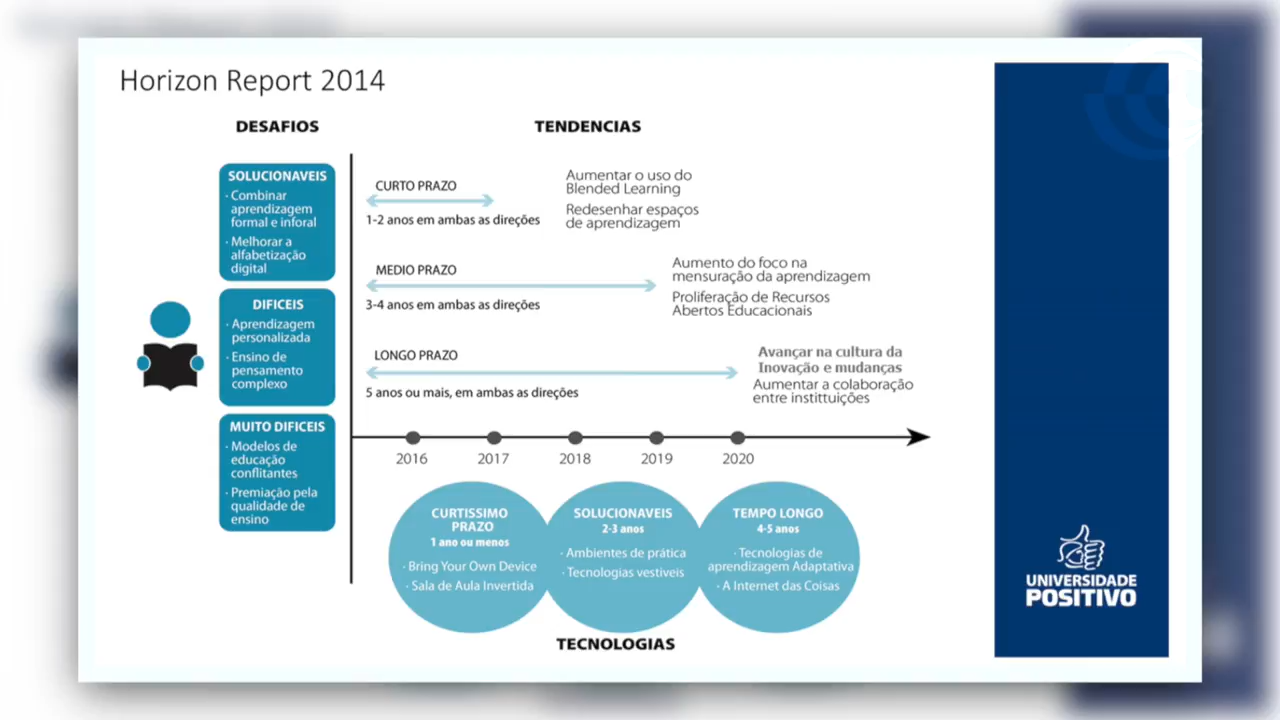 Horizon Report 2014
DESAFIOS
TENDENCIAS
SOLUCIONAVEIS
· Combinar
aprendizagem
formal e inforal
· Melhorar a
alfabetização
digital
DIFICEIS
· Aprendizagem
personalizada
· Ensino de
pensamento
complexo
MUITO DIFICEIS
· Modelos de
educação
conflitantes
· Premiação pela
qualidade de
ensino
CURTO PRAZO
1-2 anos em ambas as direções
Aumentar o uso do
Blended Learning
Redesenhar espaços
de aprendizagem
MEDIO PRAZO
3-4 anos em ambas as direções
Aumento do foco na
mensuração da aprendizagem
Proliferação de Recursos
Abertos Educacionais
LONGO PRAZO
5 anos ou mais, em ambas as direções
Avançar na cultura da
Inovação e mudanças
Aumentar a colaboração
entre instituições
2016
2017
2018
2019
2020
CURTISSIMO
PRAZO
1 ano ou menos
· Bring Your Own Device
· Sala de Aula Invertida
SOLUCIONAVEIS
2-3 anos
· Ambientes de prática
· Tecnologias vestiveis
TEMPO LONGO
4-5 anos
· Tecnologias de
aprendizagem Adaptativa
· A Internet das Coisas
TECNOLOGIAS
UNIVERSIDADE
POSITIVO